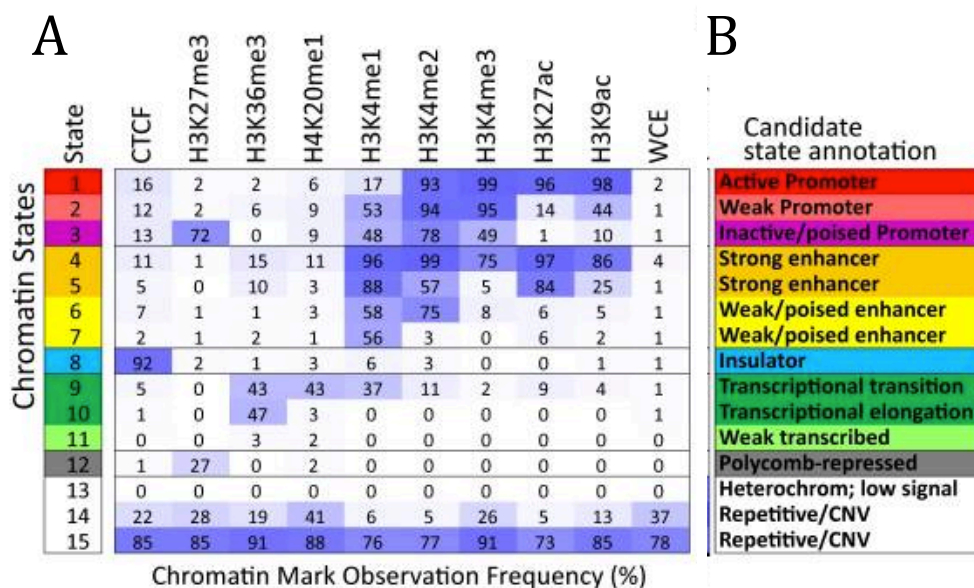 A
B
State CTCF H3K27me3 H3K36me3 H4K20me1 H3K4me1 H3K4me2 H3K4me3 H3K27ac H3K9ac WCE
Candidate
state annotation
Chromatin States
1 16 2 2 6 17 93 99 96 98 2 Active Promoter
2 12 2 6 9 53 94 95 14 44 1 Weak Promoter
3 13 72 0 9 48 78 49 1 10 1 Inactive/poised Promoter
4 11 1 15 11 96 99 75 97 86 4 Strong enhancer
5 5 0 10 3 88 57 5 84 25 1 Strong enhancer
6 7 1 1 3 58 75 8 6 5 1 Weak/poised enhancer
7 2 1 2 1 56 3 0 6 2 1 Weak/poised enhancer
8 92 2 1 3 6 3 0 0 1 1 Insulator
9 5 0 43 43 37 11 2 9 4 1 Transcriptional transition
10 1 0 47 3 0 0 0 0 0 1 Transcriptional elongation
11 0 0 3 2 0 0 0 0 0 0 Weak transcribed
12 1 27 0 2 0 0 0 0 0 0 Polycomb-repressed
13 0 0 0 0 0 0 0 0 0 0 Heterochrom; low signal
14 22 28 19 41 6 5 26 5 13 37 Repetitive/CNV
15 85 85 91 88 76 77 91 73 85 78 Repetitive/CNV
Chromatin Mark Observation Frequency (%)